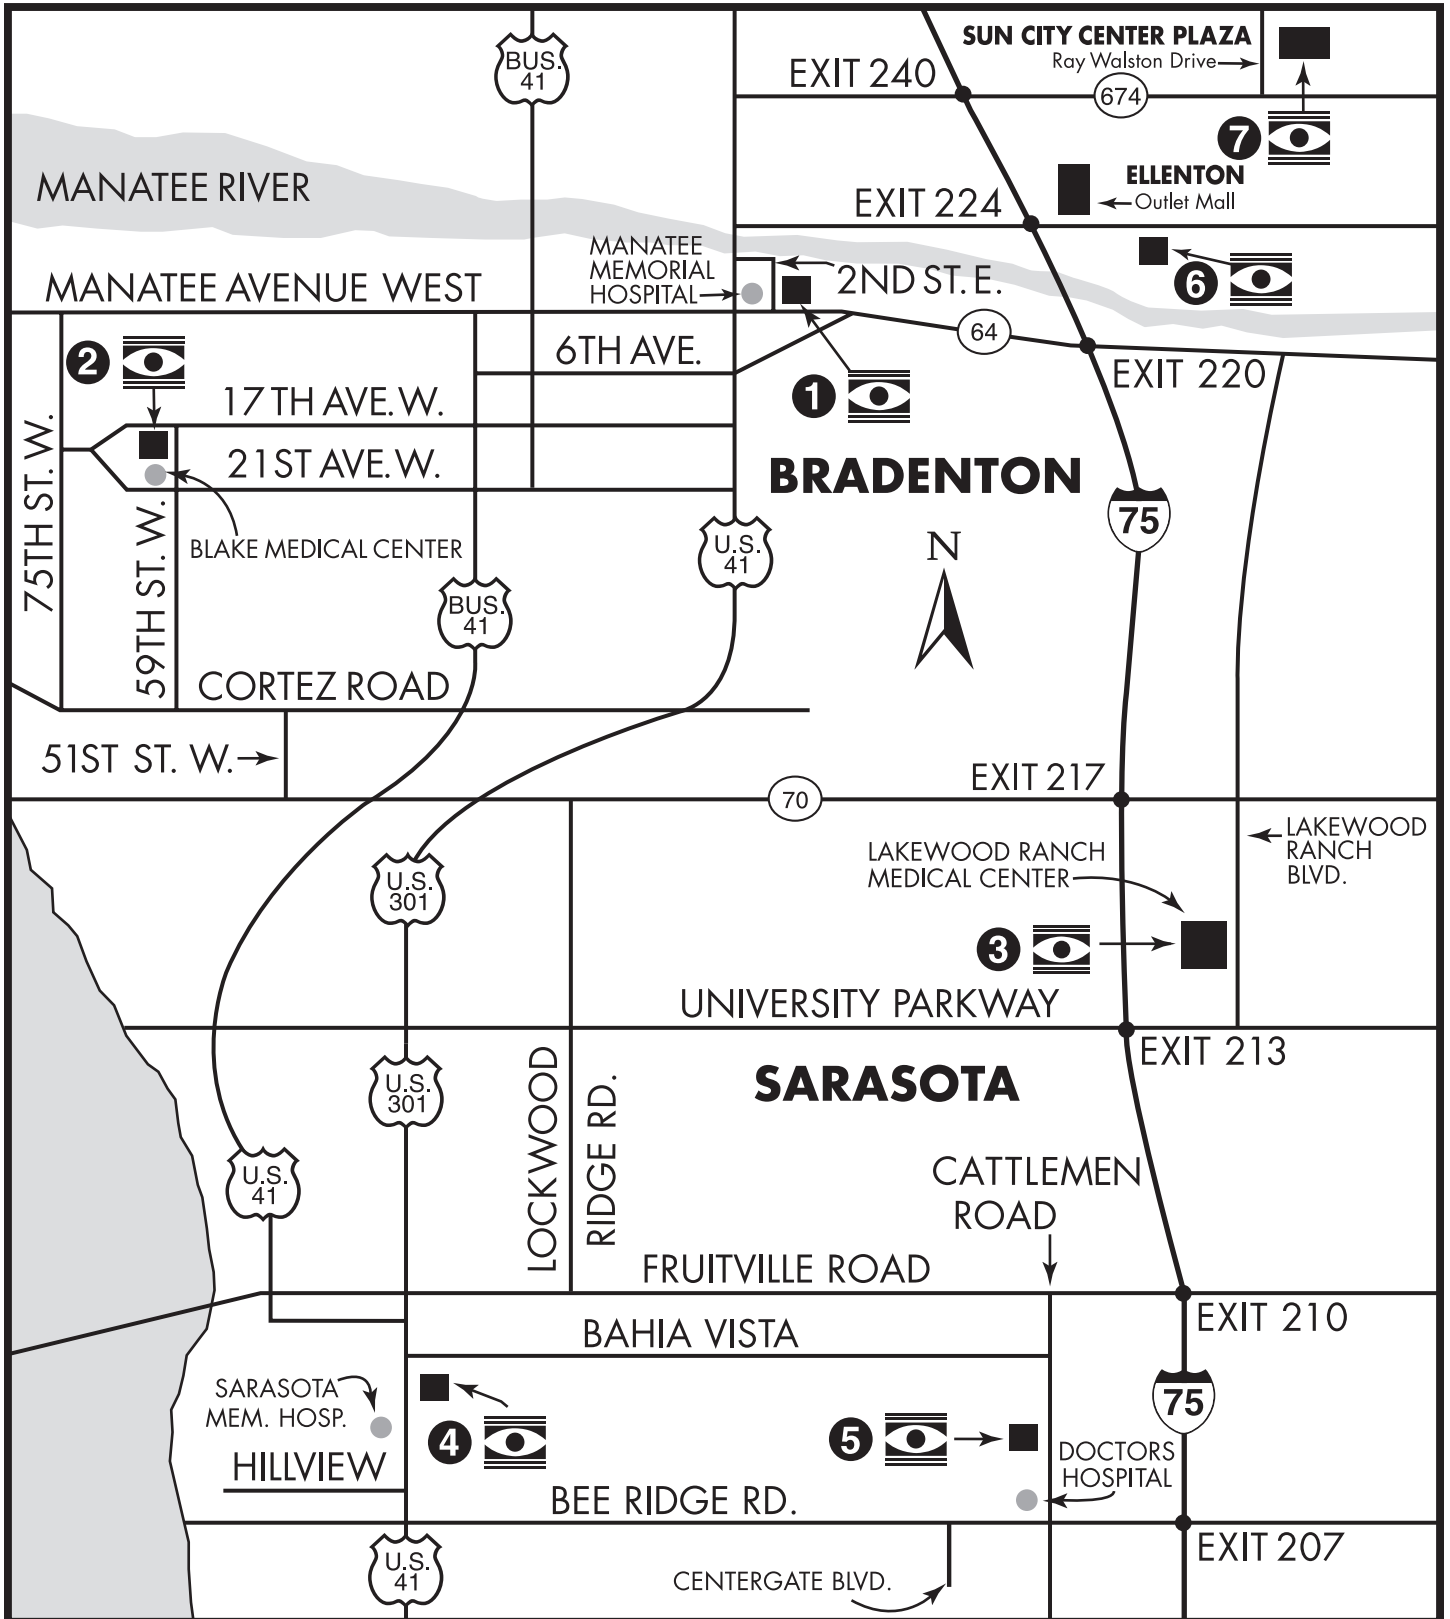 BUS.
41
SUN CITY CENTER PLAZA
Ray Walston Drive
EXIT 240
674
7
MANATEE RIVER
ELLENTON
Outlet Mall
EXIT 224
MANATEE
MEMORIAL
HOSPITAL
2ND ST. E.
6
MANATEE AVENUE WEST
64
6TH AVE.
2
EXIT 220
17TH AVE. W.
1
21ST AVE. W.
BRADENTON
75TH ST. W.
59TH ST. W.
BLAKE MEDICAL CENTER
U.S.
41
75
N
BUS.
41
CORTEZ ROAD
51ST ST. W.
EXIT 217
70
LAKEWOOD
RANCH
BLVD.
LAKEWOOD RANCH
MEDICAL CENTER
U.S.
301
3
UNIVERSITY PARKWAY
EXIT 213
U.S.
301
LOCKWOOD
RIDGE RD.
SARASOTA
U.S.
41
CATTLEMEN
ROAD
FRUITVILLE ROAD
EXIT 210
BAHIA VISTA
SARASOTA
MEM. HOSP.
75
4
5
HILLVIEW
DOCTORS
HOSPITAL
BEE RIDGE RD.
EXIT 207
U.S.
41
CENTERGATE BLVD.